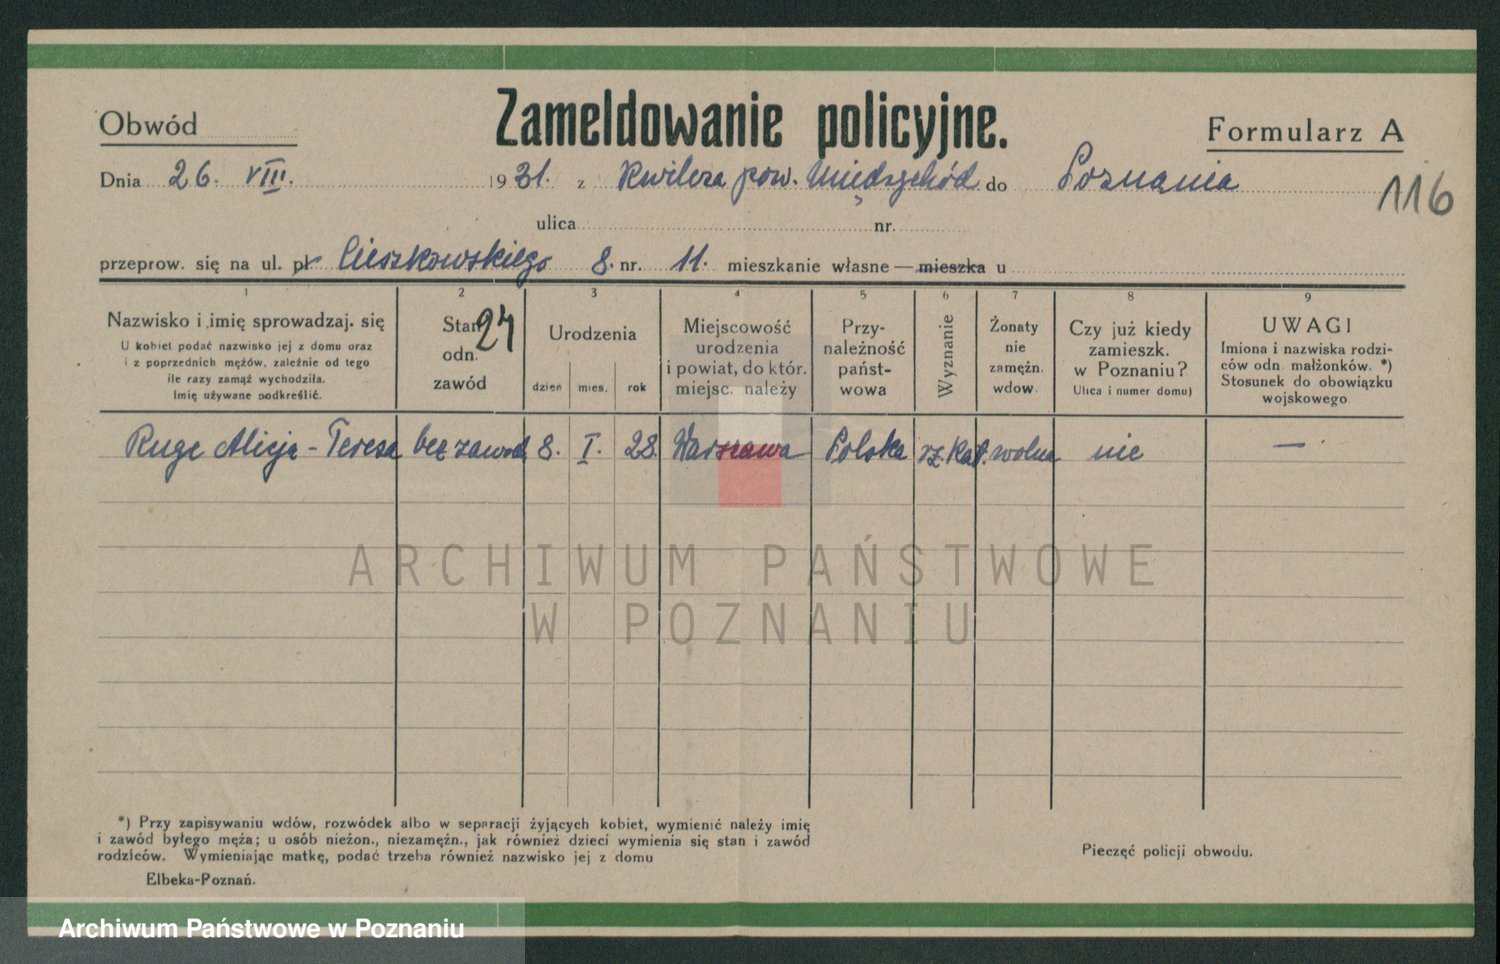 Zameldowanie policyjne.
Obwód
Formularz A
Dnia 26. VIII. 1931. z Kwilcza pow. Międzychód do Poznania
116
ulica nr.
przeprow. się na ul. pl. Cieszkowskiego 8. nr. 11. mieszkanie własne — mieszka u
1 2 3 4 5 6 7 8 9
Nazwisko i imię sprowadzaj. się
U kobiet podać nazwisko jej z domu oraz
i z poprzednich mężów, zależnie od tego
ile razy zamąż wychodziła.
Imię używane podkreślić.
Stan
odn.
zawód
24
Urodzenia
dzień mies. rok
Miejscowość
urodzenia
i powiat, do któr.
miejsc. należy
Przy-
należność
państ-
wowa
Wyznanie
Żonaty
nie
zamężn.
wdow.
Czy już kiedy
zamieszk.
w Poznaniu?
Ulica i numer domu)
UWAGI
Imiona i nazwiska rodzi-
ców odn. małżonków. *)
Stosunek do obowiązku
wojskowego
Ruge Alicja - Teresa bez zawod. 8. I. 28. Warszawa Polska rz. kat. wolna nie —
ARCHIWUM PAŃSTWOWE
W POZNANIU
*) Przy zapisywaniu wdów, rozwódek albo w separacji żyjących kobiet, wymienić należy imię
i zawód byłego męża; u osób nieżon., niezamężn., jak również dzieci wymienia się stan i zawód
rodziców. Wymieniając matkę, podać trzeba również nazwisko jej z domu
Pieczęć policji obwodu.
Elbeka-Poznań.
Archiwum Państwowe w Poznaniu